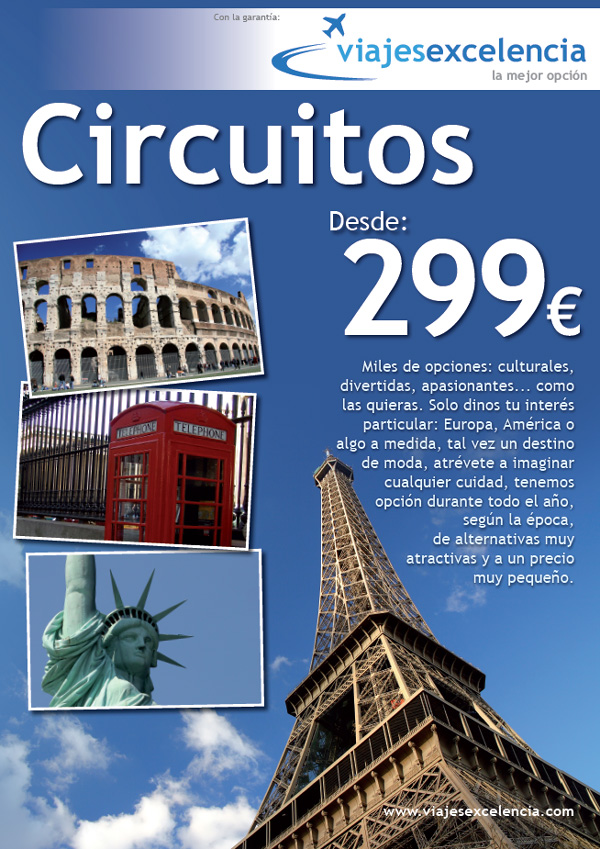 Con la garantía:
viajesexcelencia
la mejor opción
Circuitos
Desde:
299€
Miles de opciones: culturales,
divertidas, apasionantes... como
las quieras. Solo dinos tu interés
particular: Europa, América o
algo a medida, tal vez un destino
de moda, atrévete a imaginar
cualquier cuidad, tenemos
opción durante todo el año,
según la época,
de alternativas muy
atractivas y a un precio
muy pequeño.
TELEPHONE
TELEPHONE
www.viajesexcelencia.com